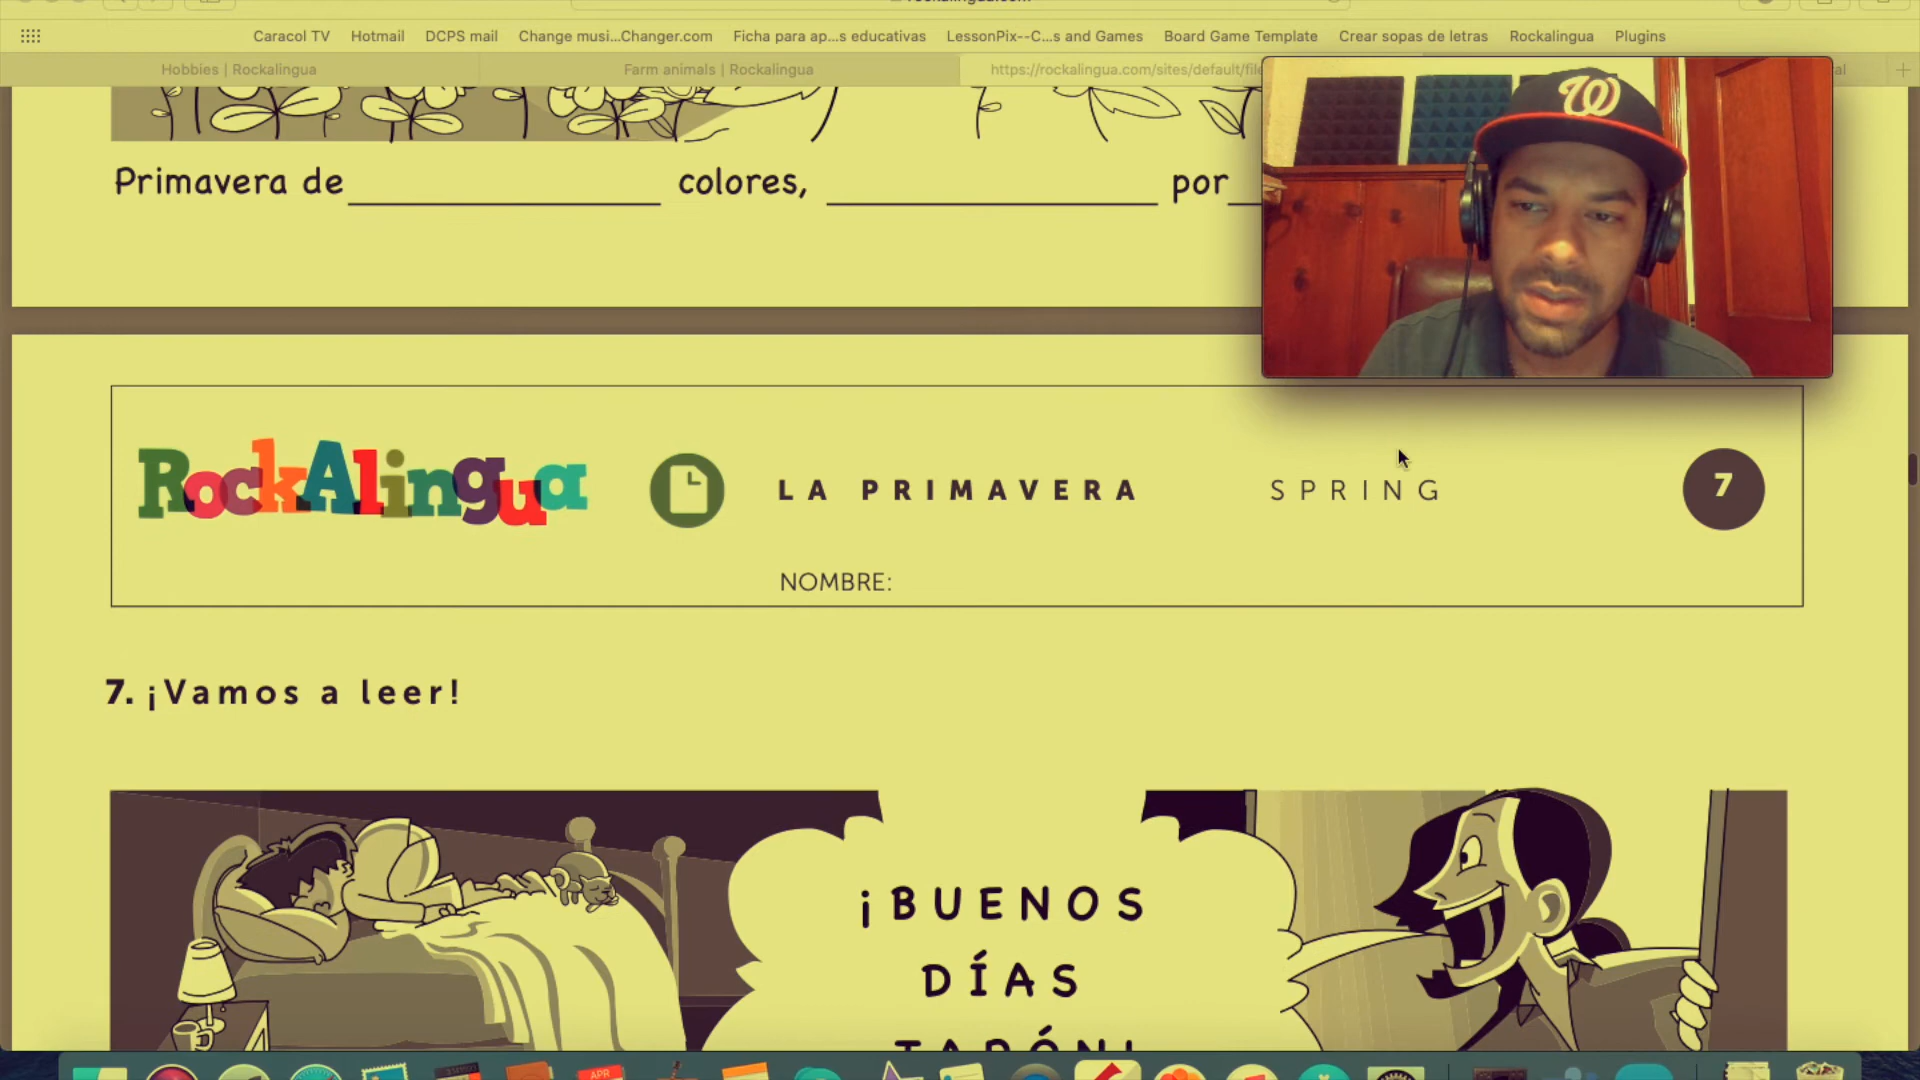 Caracol TV Hotmail DCPS mail Change musi...Changer.com Ficha para ap...s educativas LessonPix--C...s and Games Board Game Template Crear sopas de letras Rockalingua Plugins
Hobbies | Rockalingua Farm animals | Rockalingua https://rockalingua.com/sites/default/file
W
Primavera de colores, por
RockAlingua LA PRIMAVERA SPRING 7
NOMBRE:
7. ¡Vamos a leer!
¡BUENOS
DÍAS
APR